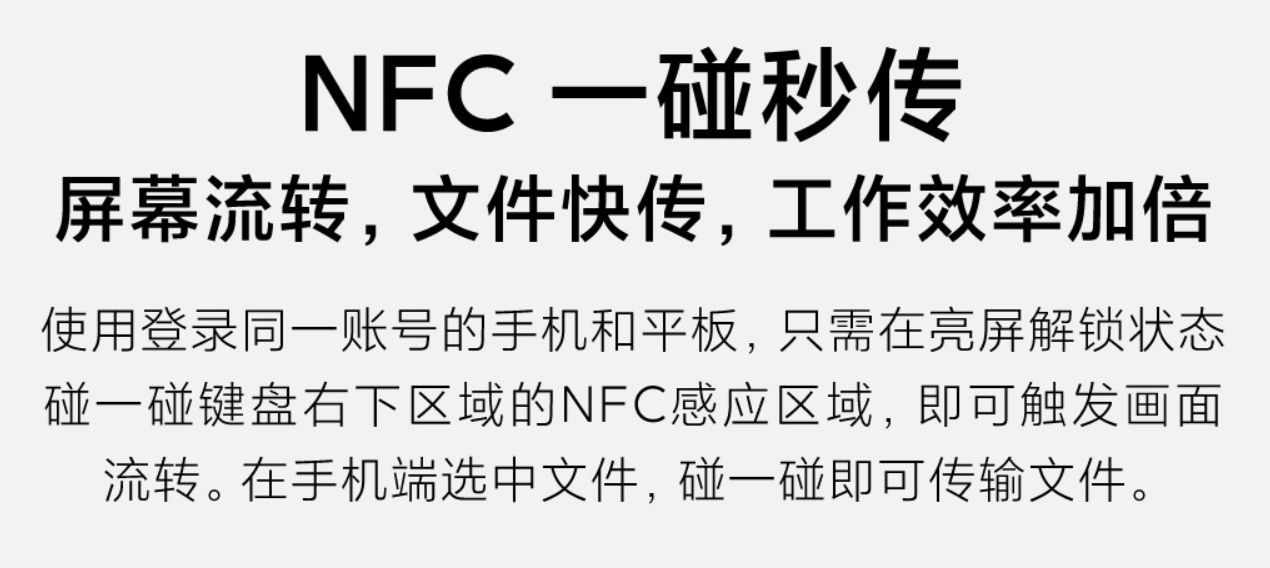 NFC 一碰秒传
屏幕流转，文件快传，工作效率加倍
使用登录同一账号的手机和平板，只需在亮屏解锁状态
碰一碰键盘右下区域的NFC感应区域，即可触发画面
流转。在手机端选中文件，碰一碰即可传输文件。